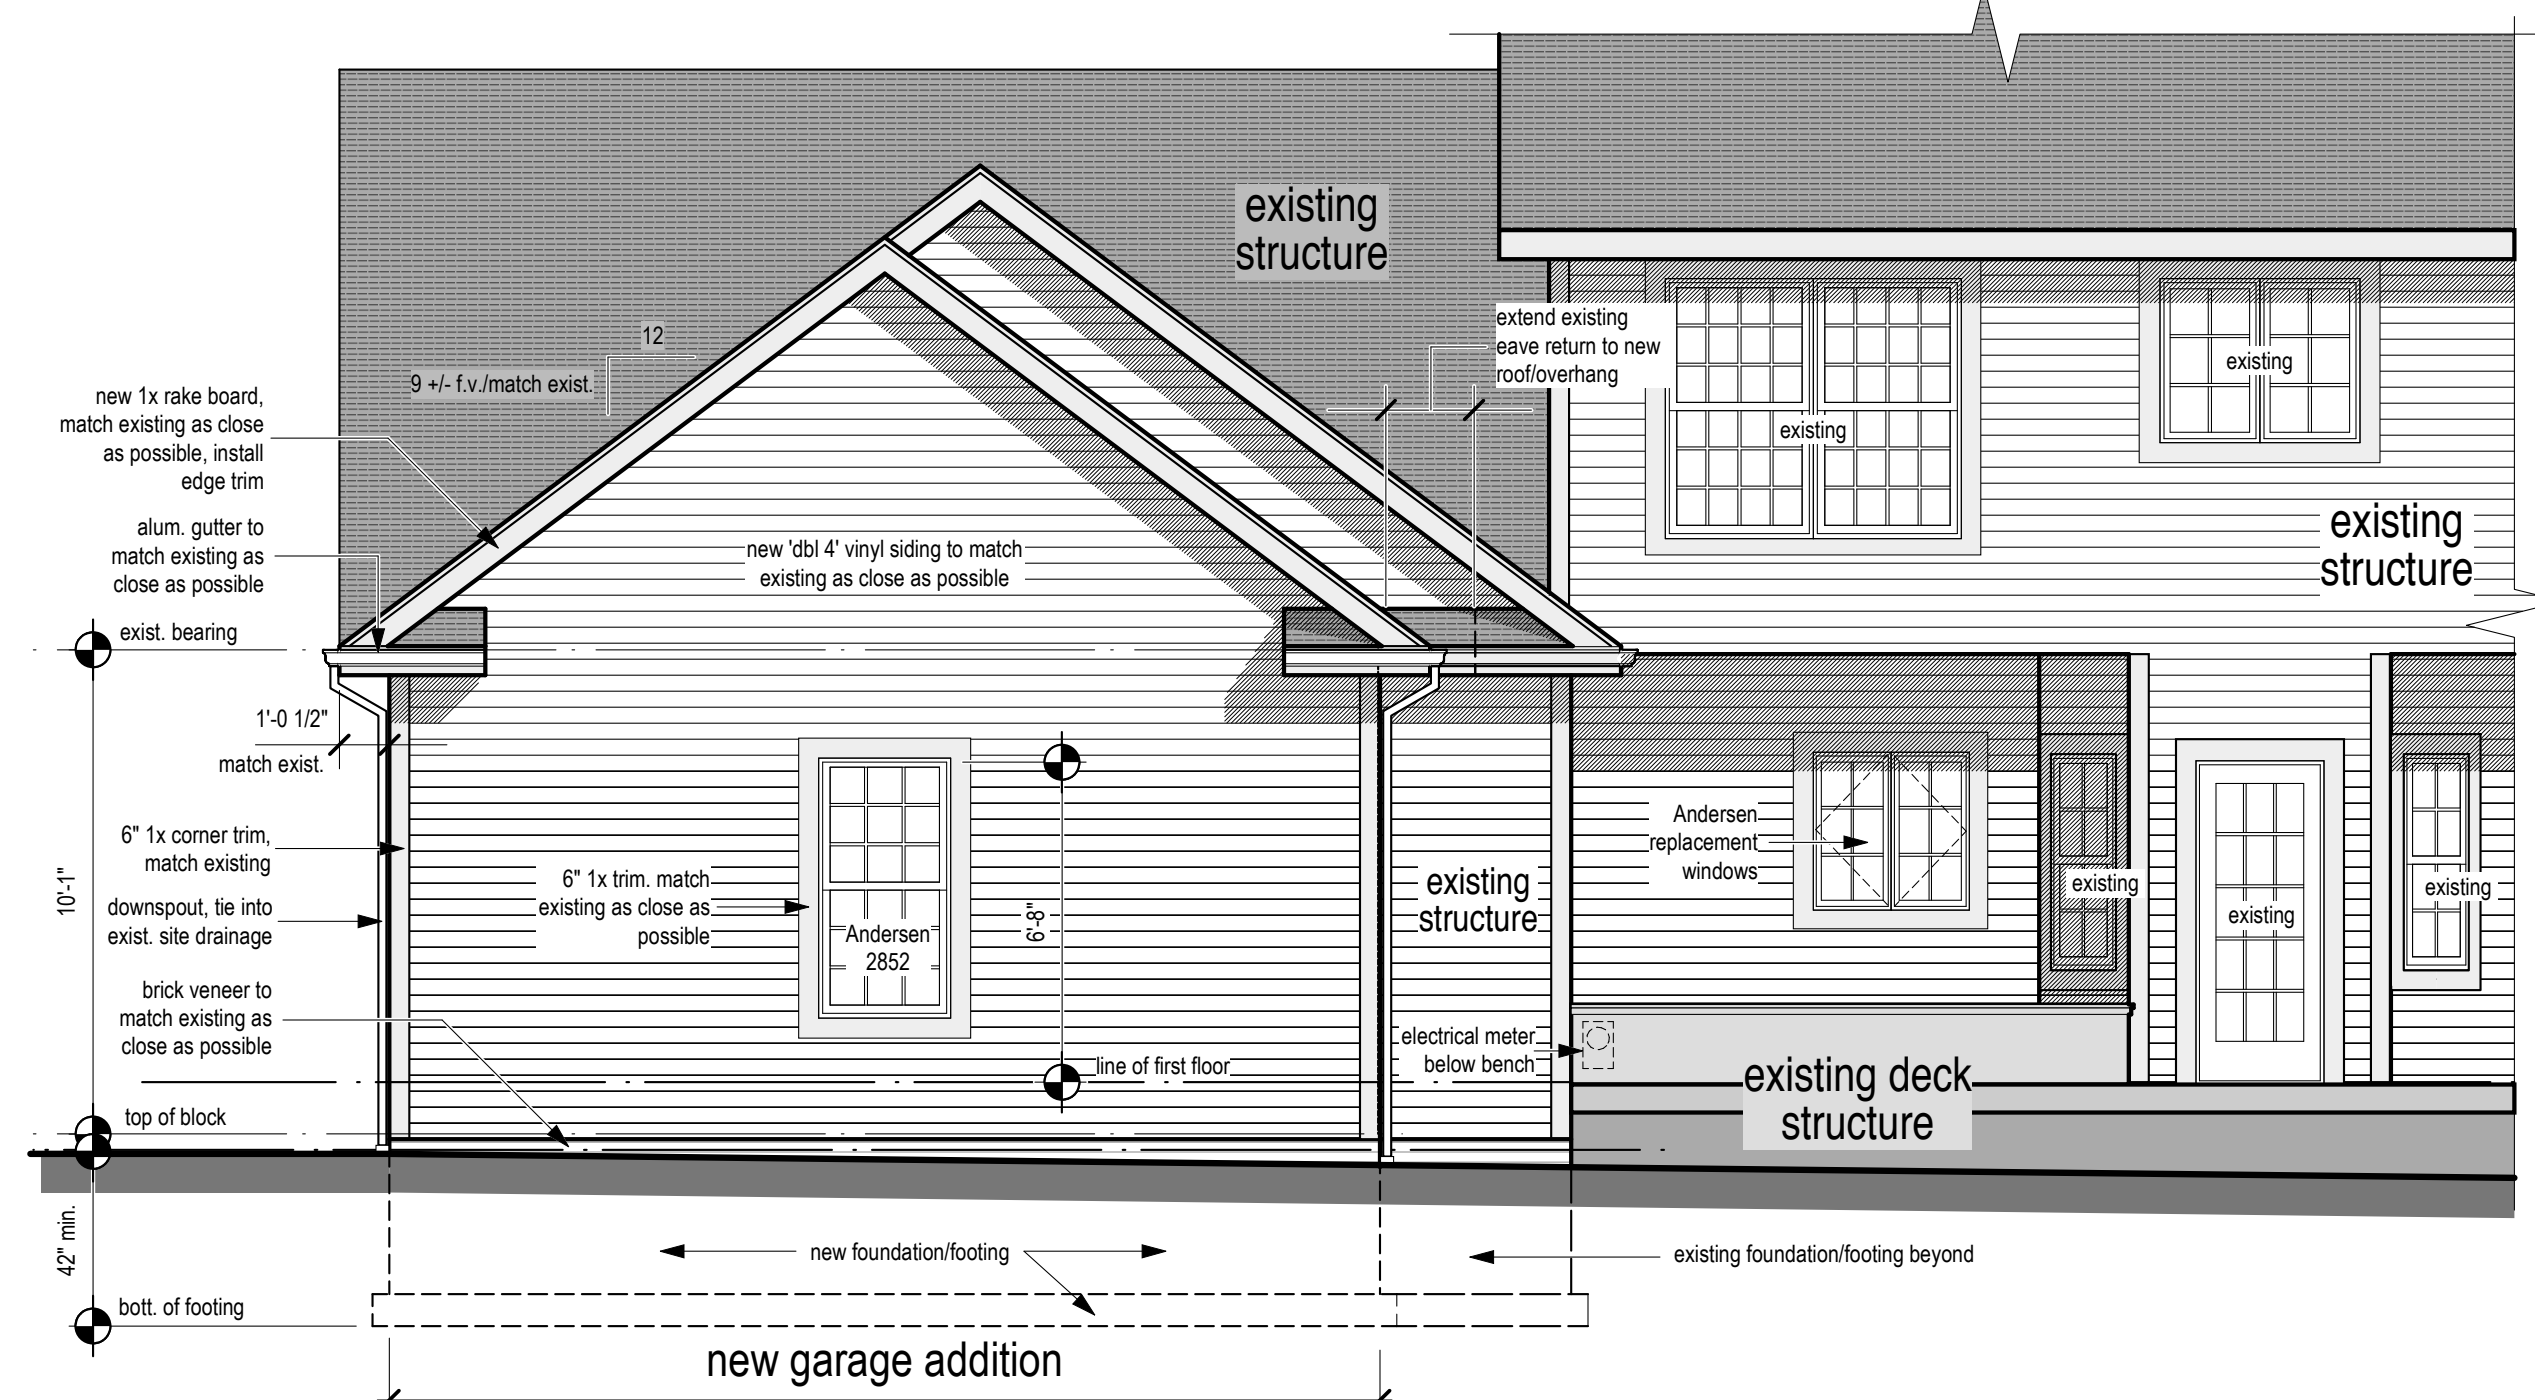 existing
structure
12
9 +/- f.v./match exist.
extend existing
eave return to new
roof/overhang
existing
existing
new 1x rake board,
match existing as close
as possible, install
edge trim
alum. gutter to
match existing as
close as possible
new 'dbl 4' vinyl siding to match
existing as close as possible
existing
structure
exist. bearing
1'-0 1/2"
match exist.
6" 1x corner trim,
match existing
10'-1"
downspout, tie into
exist. site drainage
6" 1x trim. match
existing as close as
possible
Andersen
2852
6'-8"
existing
structure
Andersen
replacement
windows
existing
existing
existing
brick veneer to
match existing as
close as possible
line of first floor
electrical meter
below bench
existing deck
structure
top of block
42" min.
new foundation/footing
existing foundation/footing beyond
bott. of footing
new garage addition